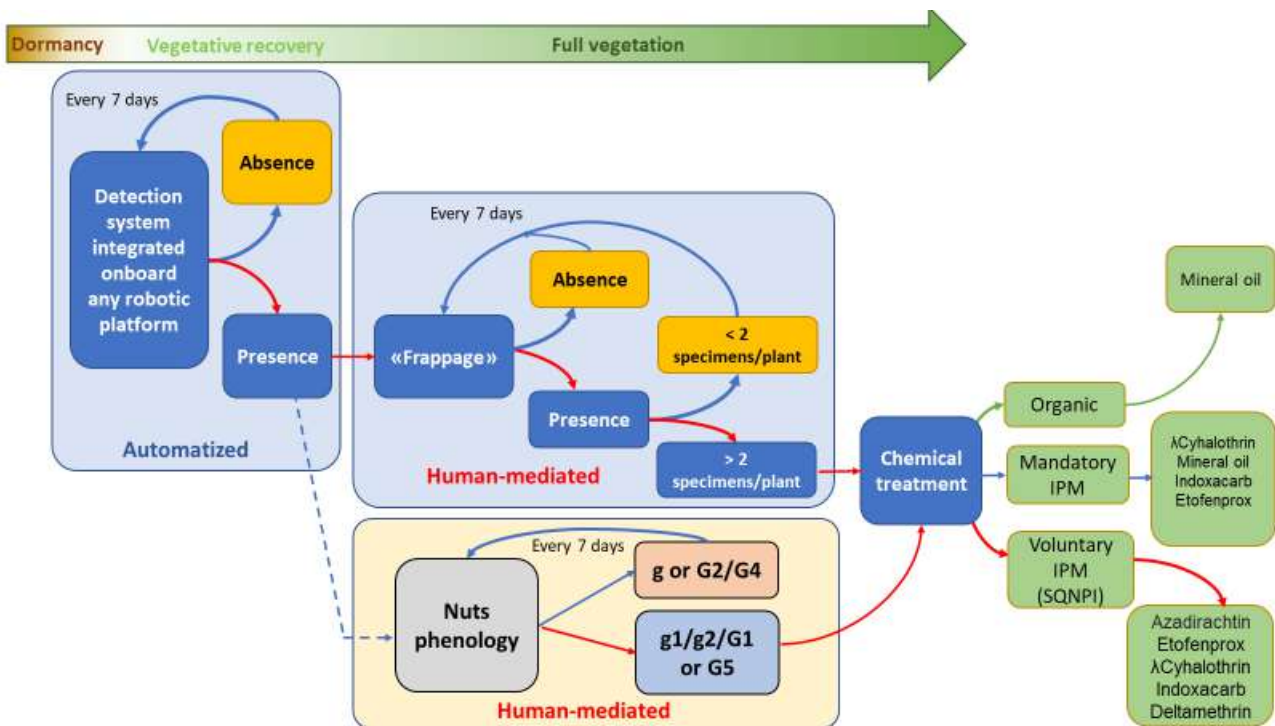 Dormancy
Vegetative recovery
Full vegetation
Every 7 days
Absence
Detection
system
integrated
onboard
any robotic
platform
Presence
Automatized
Every 7 days
Absence
«Frappage»
< 2
specimens/plant
Presence
> 2
specimens/plant
Human-mediated
Every 7 days
Nuts
phenology
g or G2/G4
g1/g2/G1
or G5
Human-mediated
Chemical
treatment
Mineral oil
Organic
Mandatory
IPM
λCyhalothrin
Mineral oil
Indoxacarb
Etofenprox
Voluntary
IPM
(SQNPI)
Azadirachtin
Etofenprox
λCyhalothrin
Indoxacarb
Deltamethrin